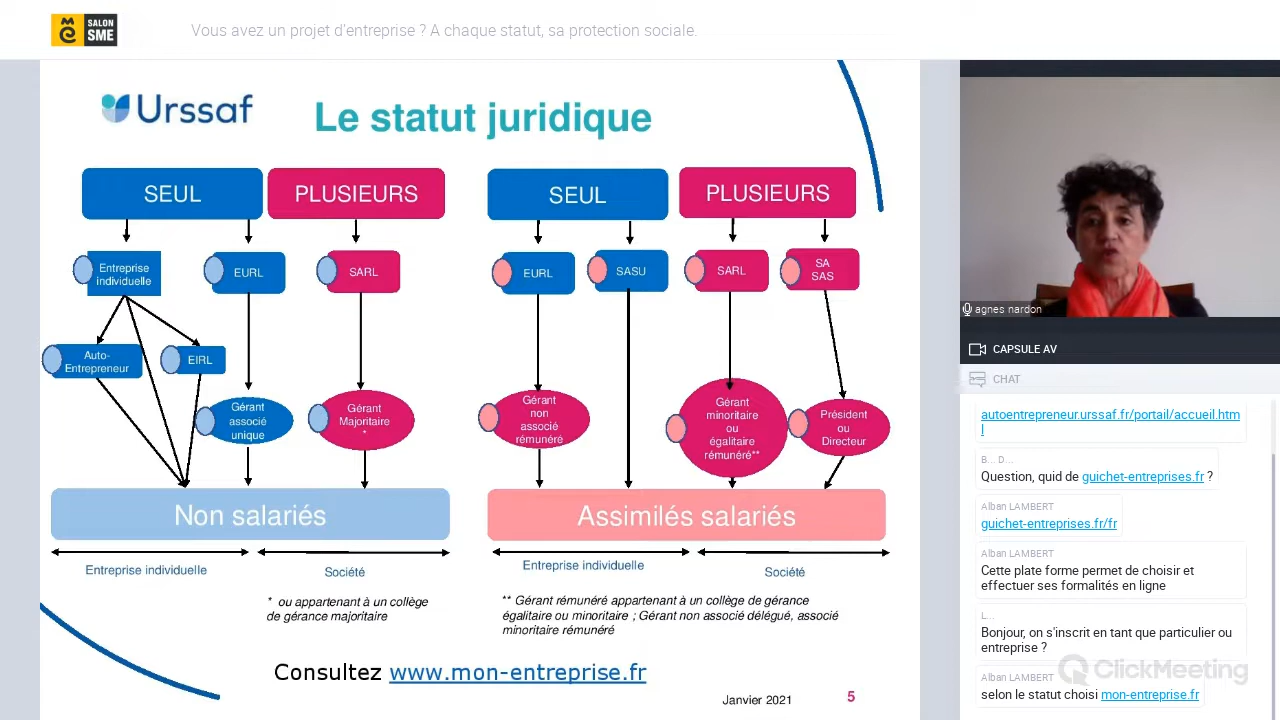 SALON
SME
Vous avez un projet d'entreprise ? A chaque statut, sa protection sociale.
Urssaf
Le statut juridique
SEUL
PLUSIEURS
SEUL
PLUSIEURS
Entreprise
individuelle
EURL
SARL
EURL
SASU
SARL
SA
SAS
Auto-
Entrepreneur
EIRL
Gérant
associé
unique
Gérant
Majoritaire
*
Gérant
non
associé
rémunéré
Gérant
minoritaire
ou
égalitaire
rémunéré**
Président
ou
Directeur
Non salariés
Assimilés salariés
Entreprise individuelle
Société
Entreprise individuelle
Société
* ou appartenant à un collège
de gérance majoritaire
** Gérant rémunéré appartenant à un collège de gérance
égalitaire ou minoritaire ; Gérant non associé délégué, associé
minoritaire rémunéré
Consultez www.mon-entreprise.fr
Janvier 2021
5
agnes nardon
CAPSULE AV
CHAT
autoentrepreneur.urssaf.fr/portail/accueil.htm
l
B... D...
Question, quid de guichet-entreprises.fr ?
Alban LAMBERT
guichet-entreprises.fr/fr
Alban LAMBERT
Cette plate forme permet de choisir et
effectuer ses formalités en ligne
L...
Bonjour, on s'inscrit en tant que particulier ou
entreprise ?
Alban LAMBERT
selon le statut choisi mon-entreprise.fr
ClickMeeting